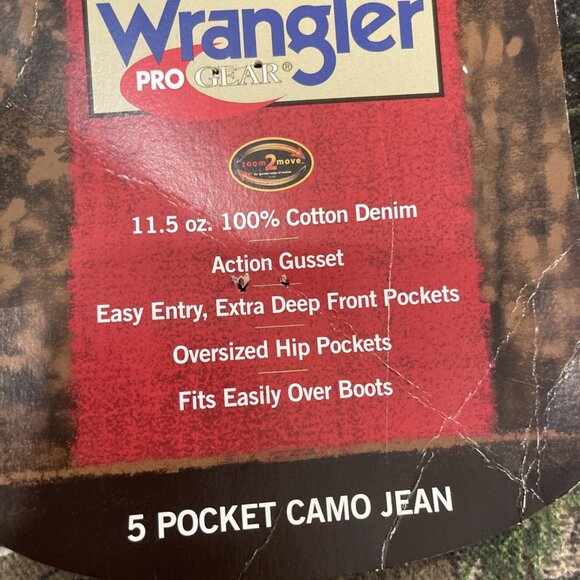 Wrangler
PRO GEAR®
room2move
11.5 oz. 100% Cotton Denim
Action Gusset
Easy Entry, Extra Deep Front Pockets
Oversized Hip Pockets
Fits Easily Over Boots
5 POCKET CAMO JEAN